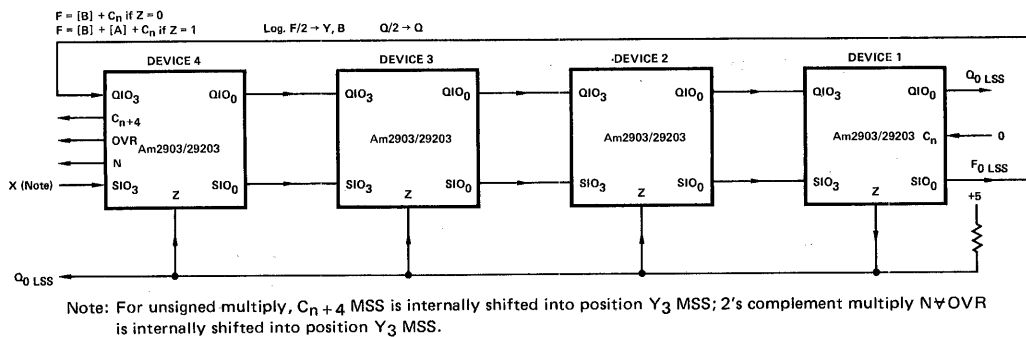 F = [B] + Cn if Z = 0
F = [B] + [A] + Cn if Z = 1 Log. F/2 → Y, B Q/2 → Q
DEVICE 4 DEVICE 3 DEVICE 2 DEVICE 1
QIO3 QIO0 QIO3 QIO0 QIO3 QIO0 QIO3 QIO0 Q0 LSS
Cn+4
OVR Am2903/29203 Am2903/29203 Am2903/29203 Am2903/29203 Cn 0
N
X (Note) SIO3 SIO0 SIO3 SIO0 SIO3 SIO0 SIO3 SIO0 F0 LSS
Z Z Z Z +5
Q0 LSS
Note: For unsigned multiply, Cn+4 MSS is internally shifted into position Y3 MSS; 2's complement multiply N∀OVR
is internally shifted into position Y3 MSS.